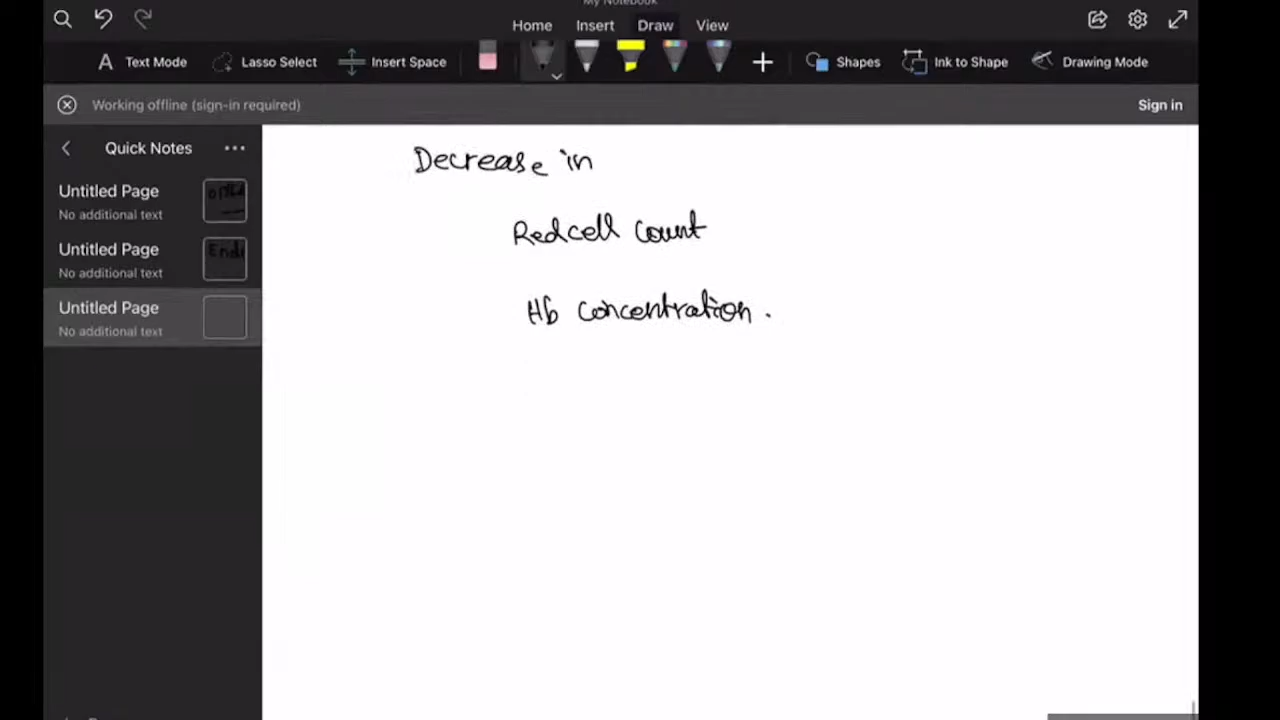 My Notebook
Home Insert Draw View
Text Mode Lasso Select Insert Space Shapes Ink to Shape Drawing Mode
Working offline (sign-in required) Sign in
Quick Notes
Untitled Page
No additional text
Untitled Page
No additional text
Untitled Page
No additional text
Decrease in
Redcell count
Hb concentration.